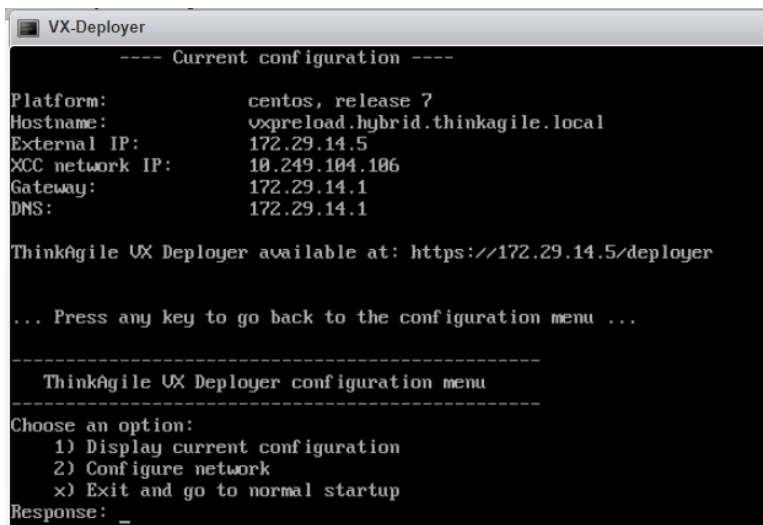 VX-Deployer
---- Current configuration ----
Platform: centos, release 7
Hostname: vxpreload.hybrid.thinkagile.local
External IP: 172.29.14.5
XCC network IP: 10.249.104.106
Gateway: 172.29.14.1
DNS: 172.29.14.1
ThinkAgile VX Deployer available at: https://172.29.14.5/deployer
... Press any key to go back to the configuration menu ...
------------------------------------------------
ThinkAgile VX Deployer configuration menu
------------------------------------------------
Choose an option:
1) Display current configuration
2) Configure network
x) Exit and go to normal startup
Response: _